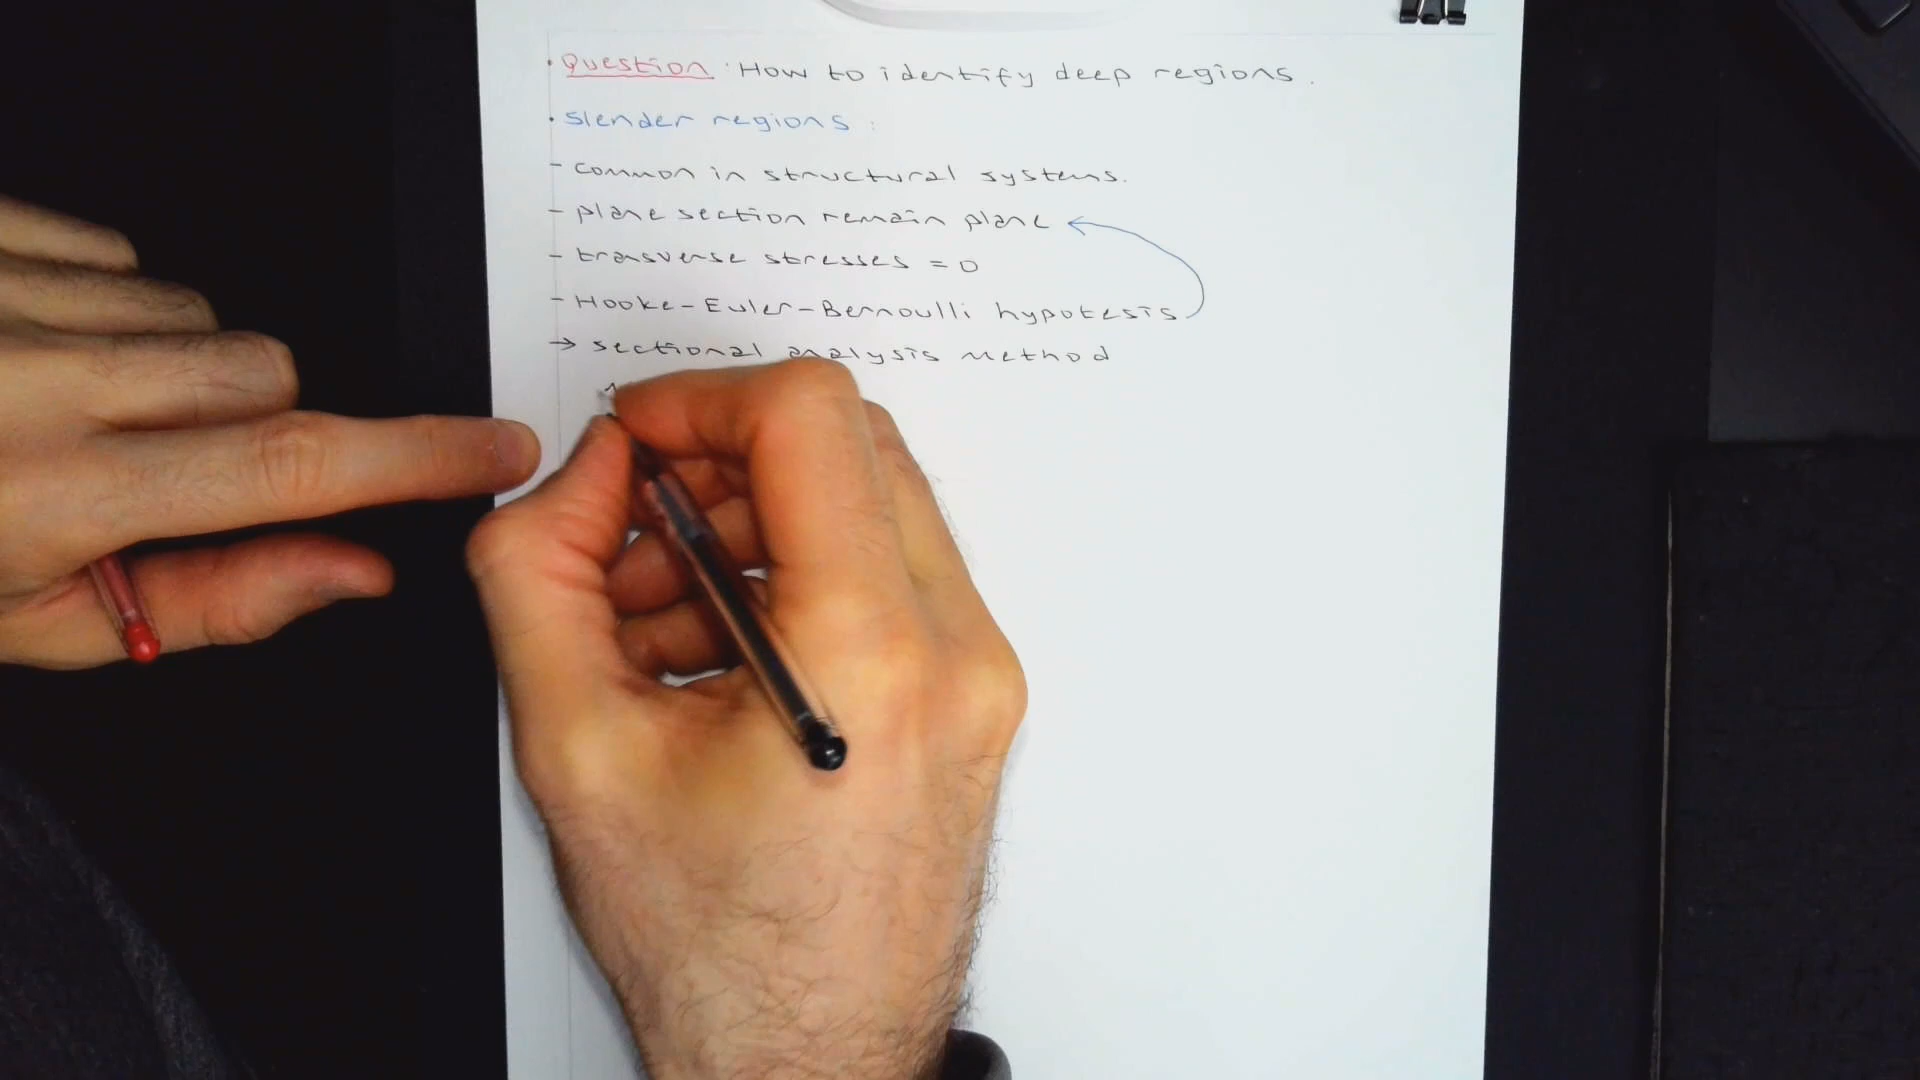 · Question : How to identify deep regions.
· Slender regions :
- common in structural systems.
- plane section remain plane
- trasverse stresses = 0
- Hooke-Euler-Bernoulli hypotesis
→ sectional analysis method